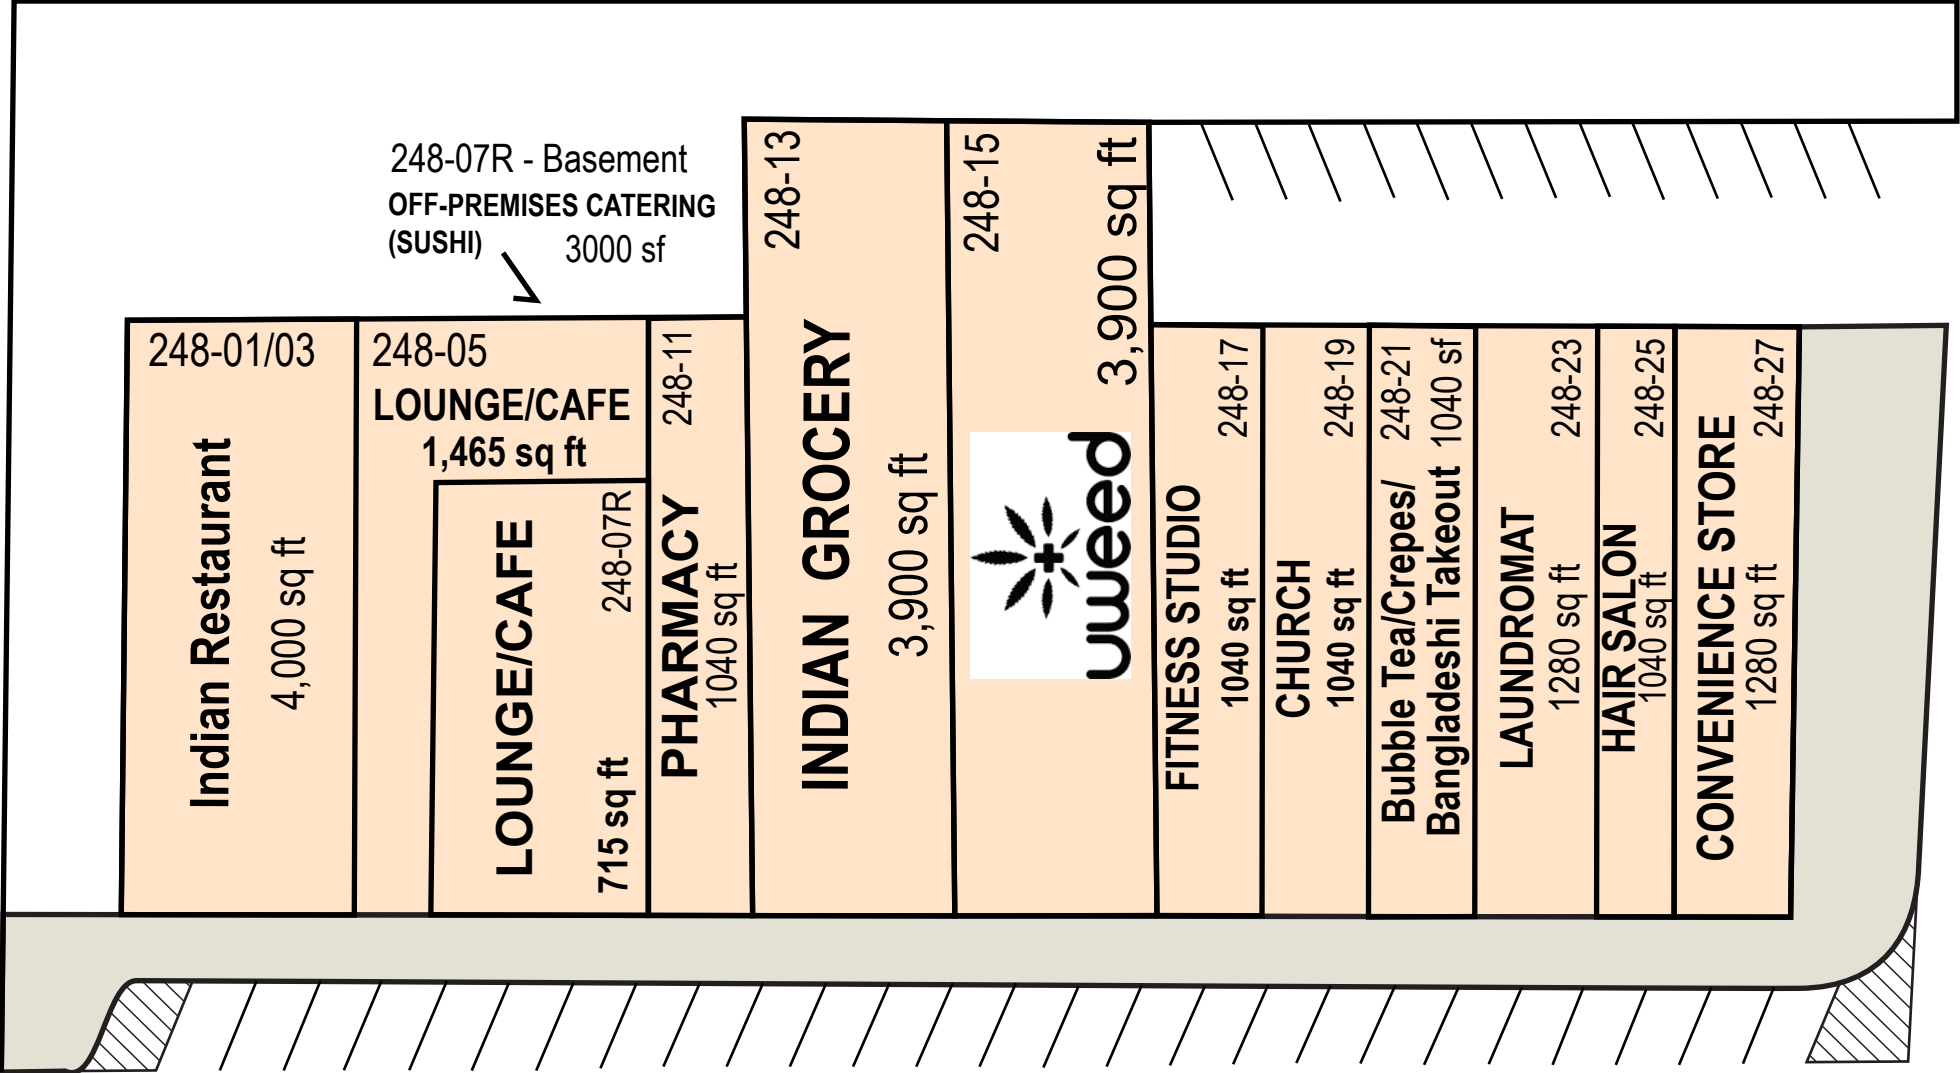 248-07R - Basement
OFF-PREMISES CATERING
(SUSHI)
3000 sf
248-01/03
Indian Restaurant
4,000 sq ft
248-05
LOUNGE/CAFE
1,465 sq ft
LOUNGE/CAFE
248-07R
715 sq ft
248-11
PHARMACY
1040 sq ft
248-13
INDIAN GROCERY
3,900 sq ft
248-15
3,900 sq ft
uweed
248-17
FITNESS STUDIO
1040 sq ft
248-19
CHURCH
1040 sq ft
248-21
1040 sf
Bubble Tea/Crepes/
Bangladeshi Takeout
248-23
LAUNDROMAT
1280 sq ft
248-25
HAIR SALON
1040 sq ft
248-27
CONVENIENCE STORE
1280 sq ft